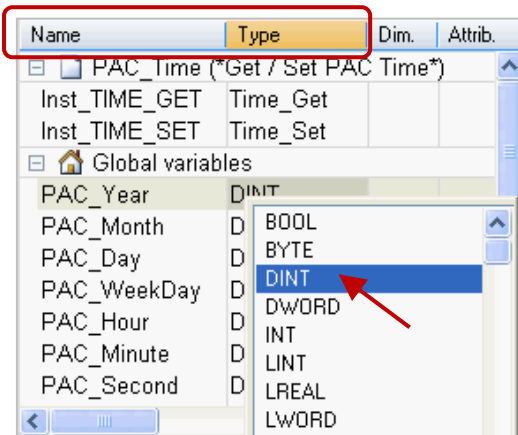 Name Type Dim. Attrib.
PAC_Time (*Get / Set PAC Time*)
Inst_TIME_GET Time_Get
Inst_TIME_SET Time_Set
Global variables
PAC_Year DINT
PAC_Month D BOOL
BYTE
PAC_Day D
DINT
PAC_WeekDay D
DWORD
PAC_Hour D
INT
PAC_Minute D
LINT
PAC_Second D LREAL
LWORD